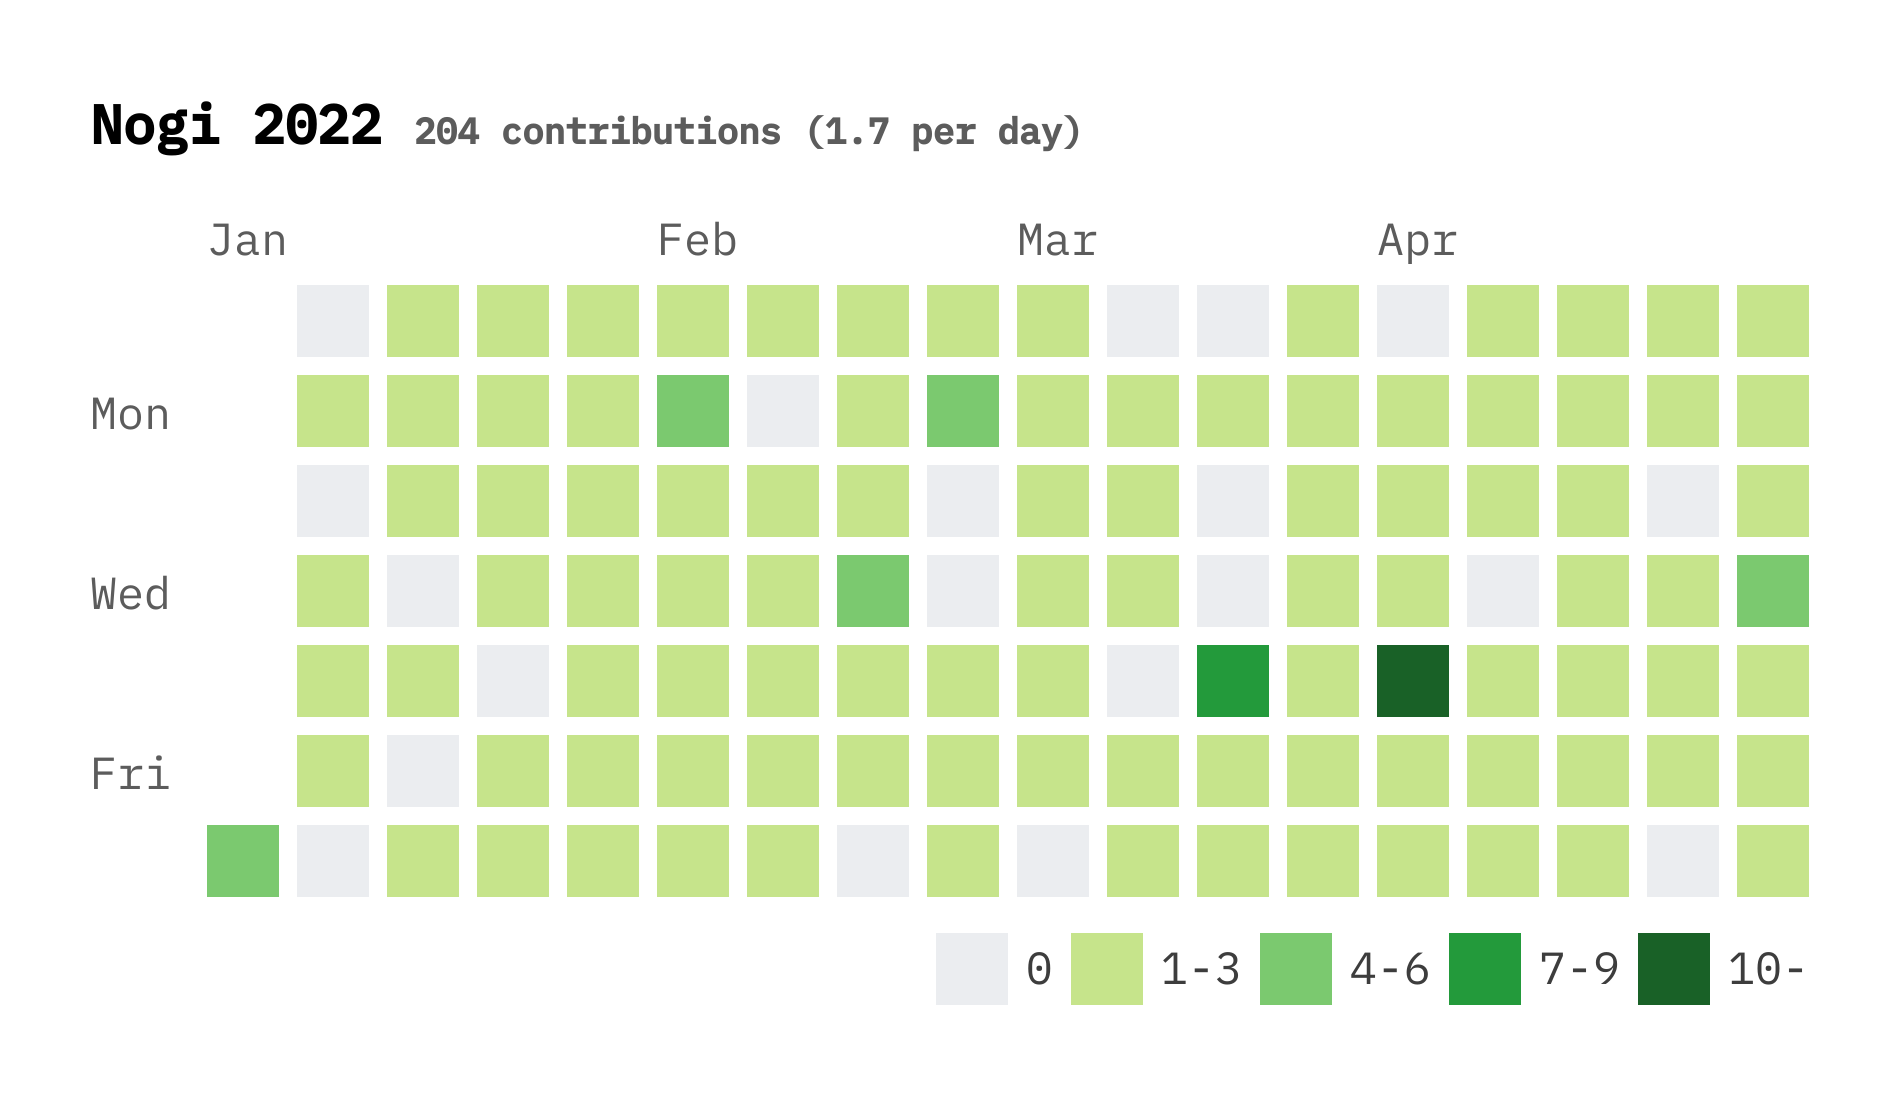 Nogi 2022 204 contributions (1.7 per day)
Jan Feb Mar Apr
Mon
Wed
Fri
0 1-3 4-6 7-9 10-